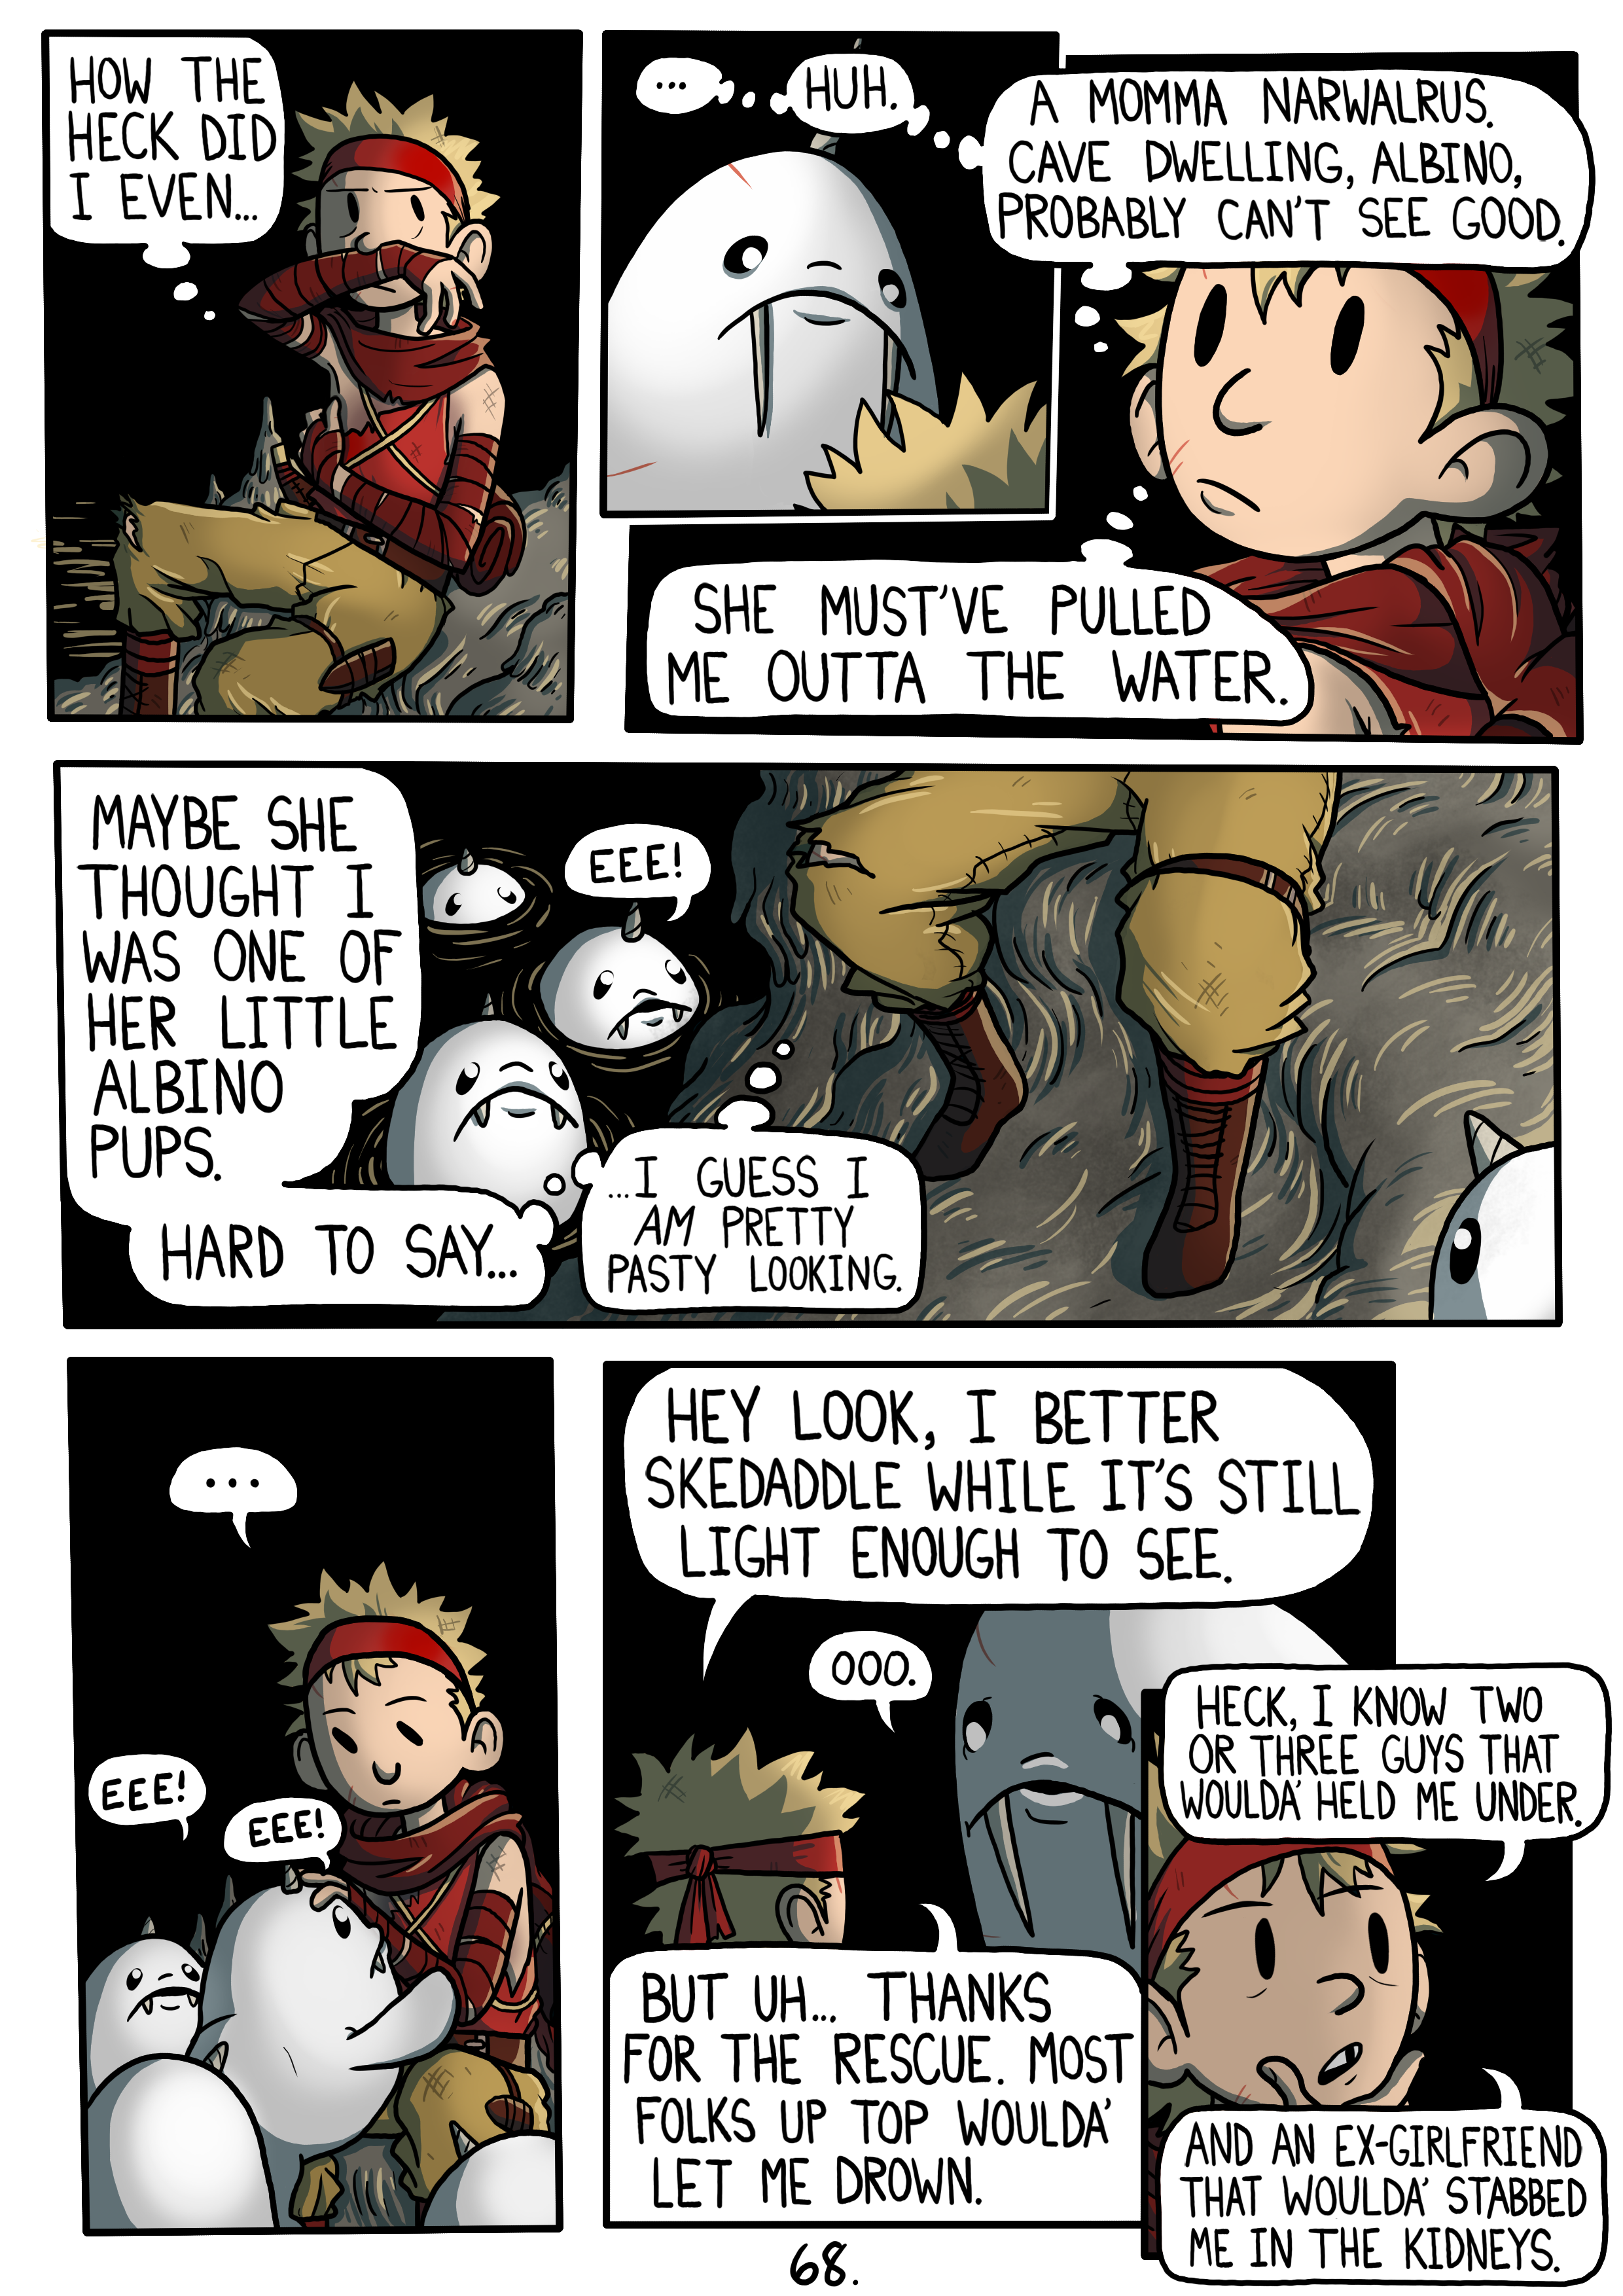 HOW THE
HECK DID
I EVEN...
...
HUH.
A MOMMA NARWALRUS.
CAVE DWELLING, ALBINO,
PROBABLY CAN'T SEE GOOD.
SHE MUST'VE PULLED
ME OUTTA THE WATER.
MAYBE SHE
THOUGHT I
WAS ONE OF
HER LITTLE
ALBINO
PUPS.
HARD TO SAY...
EEE!
...I GUESS I
AM PRETTY
PASTY LOOKING.
...
EEE!
EEE!
HEY LOOK, I BETTER
SKEDADDLE WHILE IT'S STILL
LIGHT ENOUGH TO SEE.
OOO.
BUT UH... THANKS
FOR THE RESCUE. MOST
FOLKS UP TOP WOULDA'
LET ME DROWN.
HECK, I KNOW TWO
OR THREE GUYS THAT
WOULDA' HELD ME UNDER.
AND AN EX-GIRLFRIEND
THAT WOULDA' STABBED
ME IN THE KIDNEYS.
68.